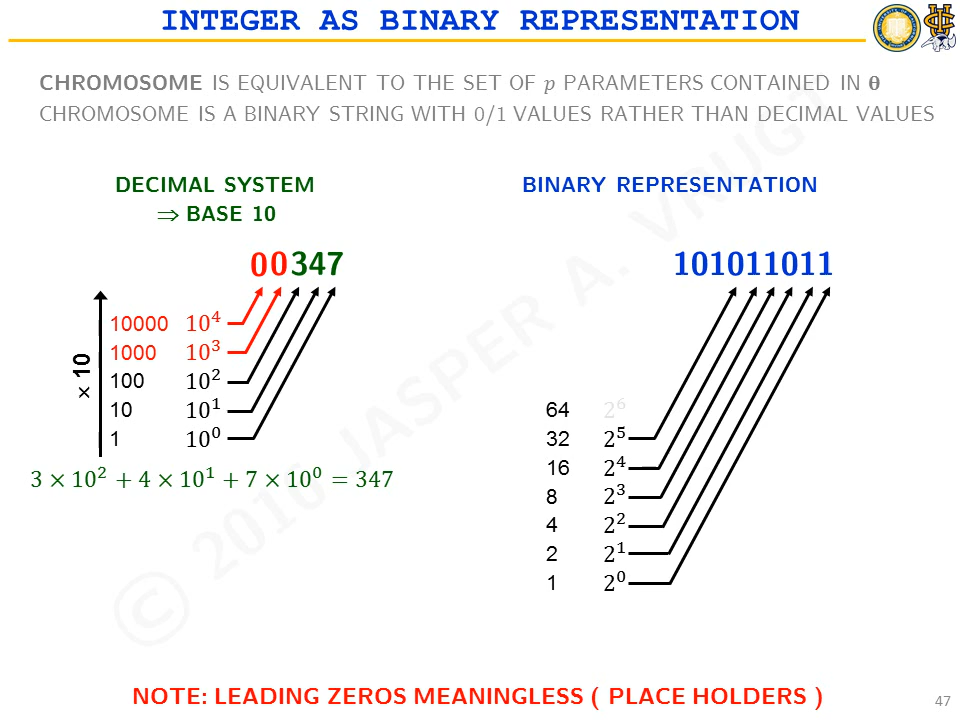 INTEGER AS BINARY REPRESENTATION
CHROMOSOME IS EQUIVALENT TO THE SET OF p PARAMETERS CONTAINED IN θ
CHROMOSOME IS A BINARY STRING WITH 0/1 VALUES RATHER THAN DECIMAL VALUES
DECIMAL SYSTEM
⇒ BASE 10
00347
× 10
10000 10⁴
1000 10³
100 10²
10 10¹
1 10⁰
3 × 10² + 4 × 10¹ + 7 × 10⁰ = 347
BINARY REPRESENTATION
101011011
64 2⁶
32 2⁵
16 2⁴
8 2³
4 2²
2 2¹
1 2⁰
© 2016 JASPER A. VRUGT
NOTE: LEADING ZEROS MEANINGLESS ( PLACE HOLDERS )
47